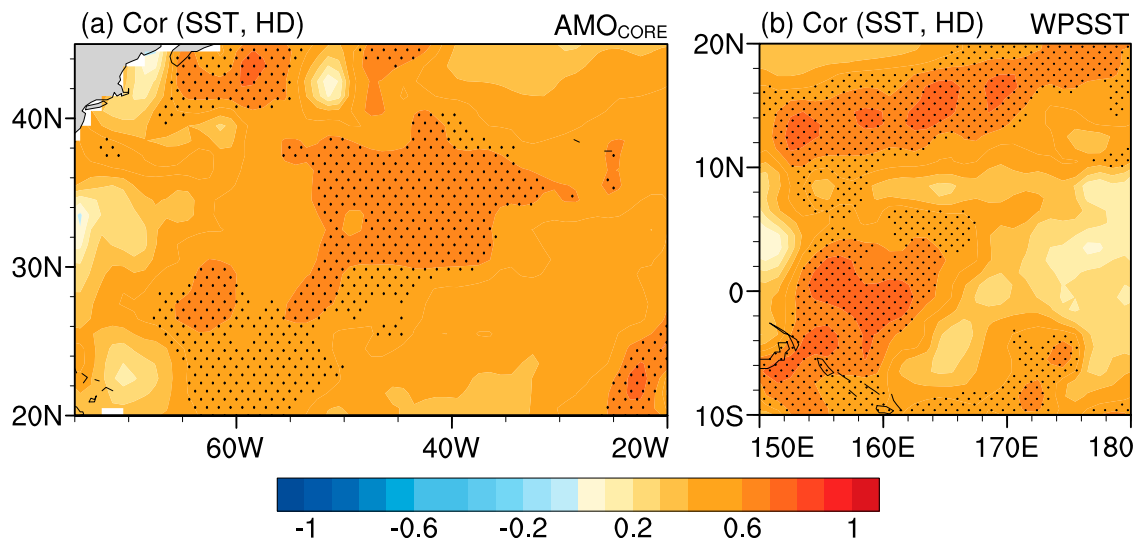 (a) Cor (SST, HD) AMOCORE
40N
30N
20N
60W 40W 20W
(b) Cor (SST, HD) WPSST
20N
10N
0
10S
150E 160E 170E 180
-1 -0.6 -0.2 0.2 0.6 1